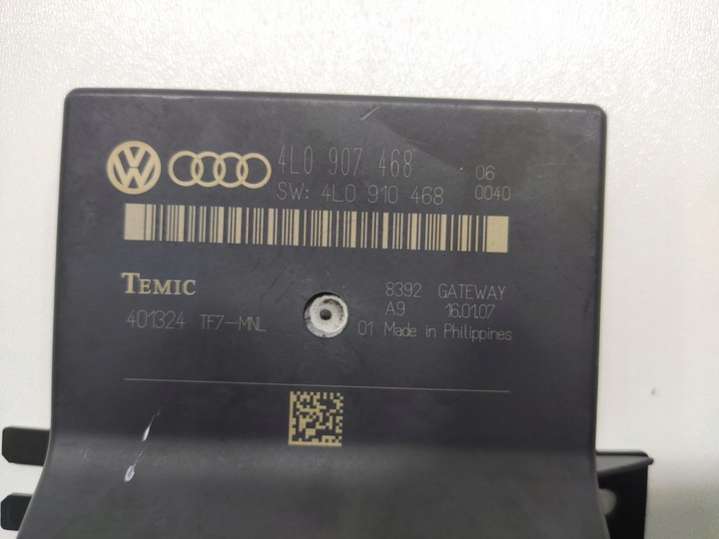 4L0 907 468 06
SW: 4L0 910 468 0040
TEMIC 8392 GATEWAY
A9 16.01.07
401324 TF7-MNL 01 Made in Philippines